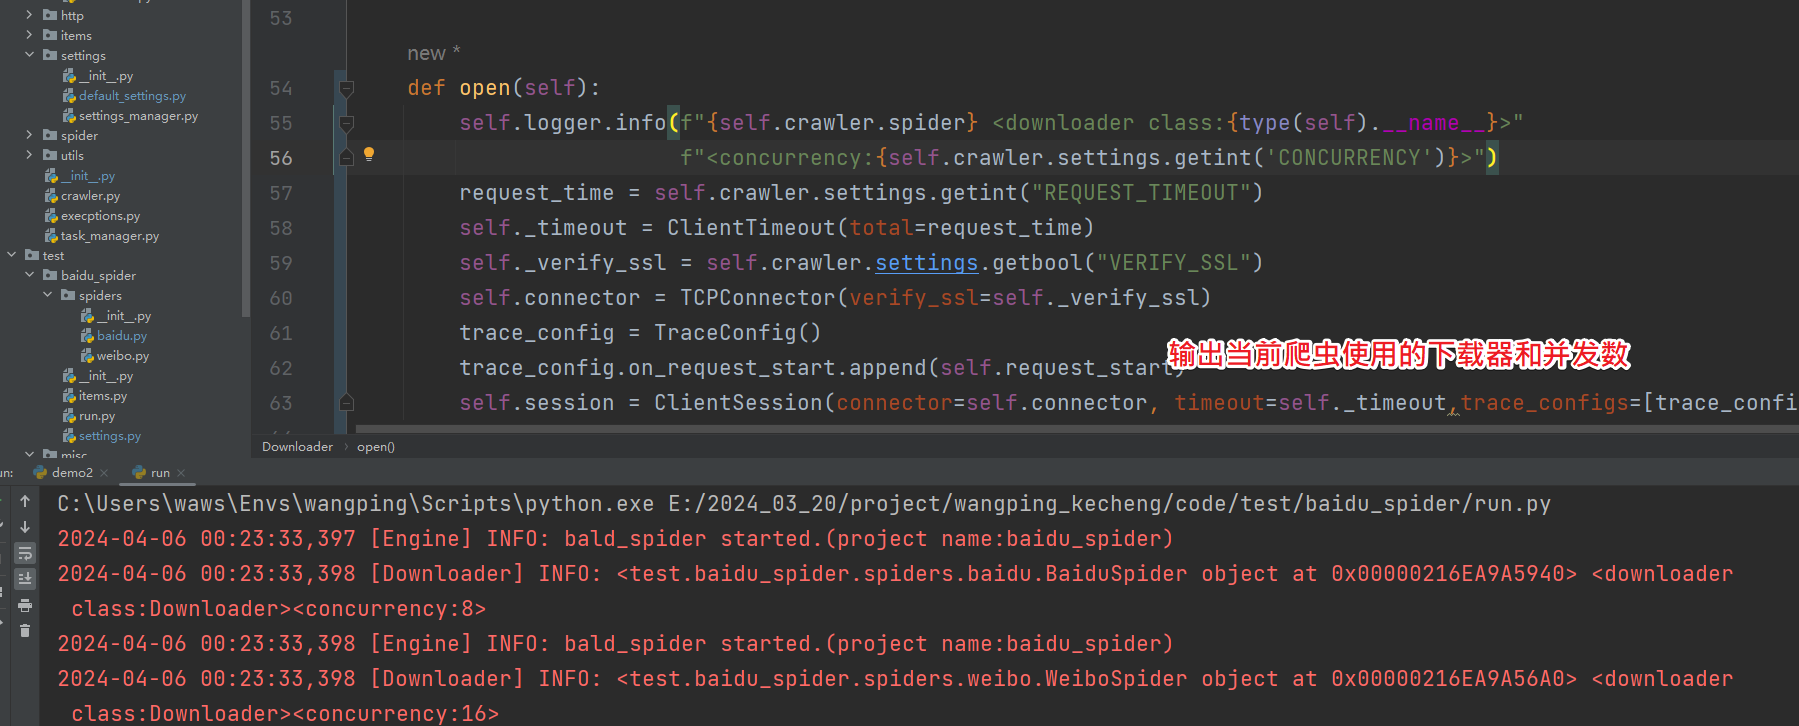 http
items
settings
__init__.py
default_settings.py
settings_manager.py
spider
utils
__init__.py
crawler.py
execptions.py
task_manager.py
test
baidu_spider
spiders
__init__.py
baidu.py
weibo.py
__init__.py
items.py
run.py
settings.py
misc
53
new *
54 def open(self):
55 self.logger.info(f"{self.crawler.spider} <downloader class:{type(self).__name__}>"
56 f"<concurrency:{self.crawler.settings.getint('CONCURRENCY')}>")
57 request_time = self.crawler.settings.getint("REQUEST_TIMEOUT")
58 self._timeout = ClientTimeout(total=request_time)
59 self._verify_ssl = self.crawler.settings.getbool("VERIFY_SSL")
60 self.connector = TCPConnector(verify_ssl=self._verify_ssl)
61 trace_config = TraceConfig()
输出当前爬虫使用的下载器和并发数
62 trace_config.on_request_start.append(self.request_start)
63 self.session = ClientSession(connector=self.connector, timeout=self._timeout,trace_configs=[trace_confi
Downloader open()
un: demo2 run
C:\Users\waws\Envs\wangping\Scripts\python.exe E:/2024_03_20/project/wangping_kecheng/code/test/baidu_spider/run.py
2024-04-06 00:23:33,397 [Engine] INFO: bald_spider started.(project name:baidu_spider)
2024-04-06 00:23:33,398 [Downloader] INFO: <test.baidu_spider.spiders.baidu.BaiduSpider object at 0x00000216EA9A5940> <downloader
class:Downloader><concurrency:8>
2024-04-06 00:23:33,398 [Engine] INFO: bald_spider started.(project name:baidu_spider)
2024-04-06 00:23:33,398 [Downloader] INFO: <test.baidu_spider.spiders.weibo.WeiboSpider object at 0x00000216EA9A56A0> <downloader
class:Downloader><concurrency:16>